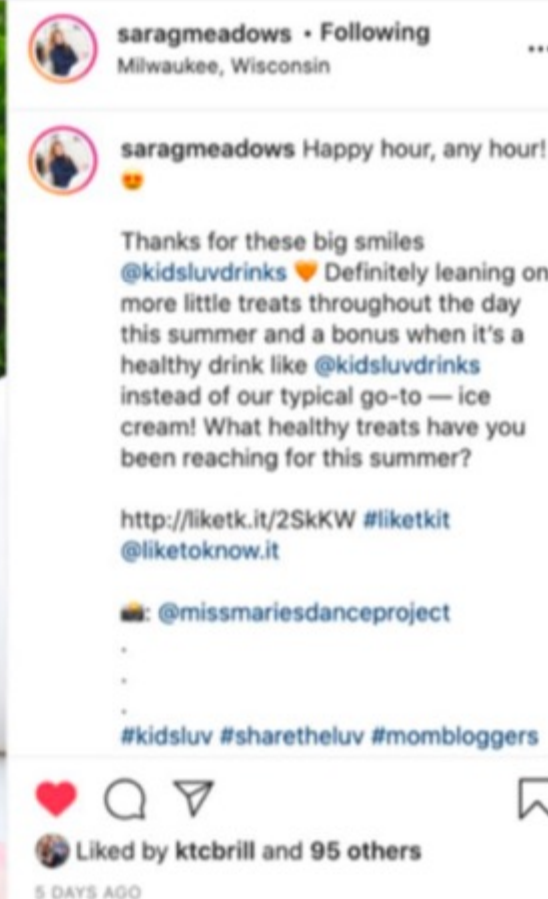 saragmeadows • Following
Milwaukee, Wisconsin
...
saragmeadows Happy hour, any hour!
😍
Thanks for these big smiles
@kidsluvdrinks 🧡 Definitely leaning on
more little treats throughout the day
this summer and a bonus when it's a
healthy drink like @kidsluvdrinks
instead of our typical go-to — ice
cream! What healthy treats have you
been reaching for this summer?
http://liketk.it/2SkKW #liketkit
@liketoknow.it
📸: @missmariesdanceproject
.
.
.
#kidsluv #sharetheluv #mombloggers
Liked by ktcbrill and 95 others
5 DAYS AGO